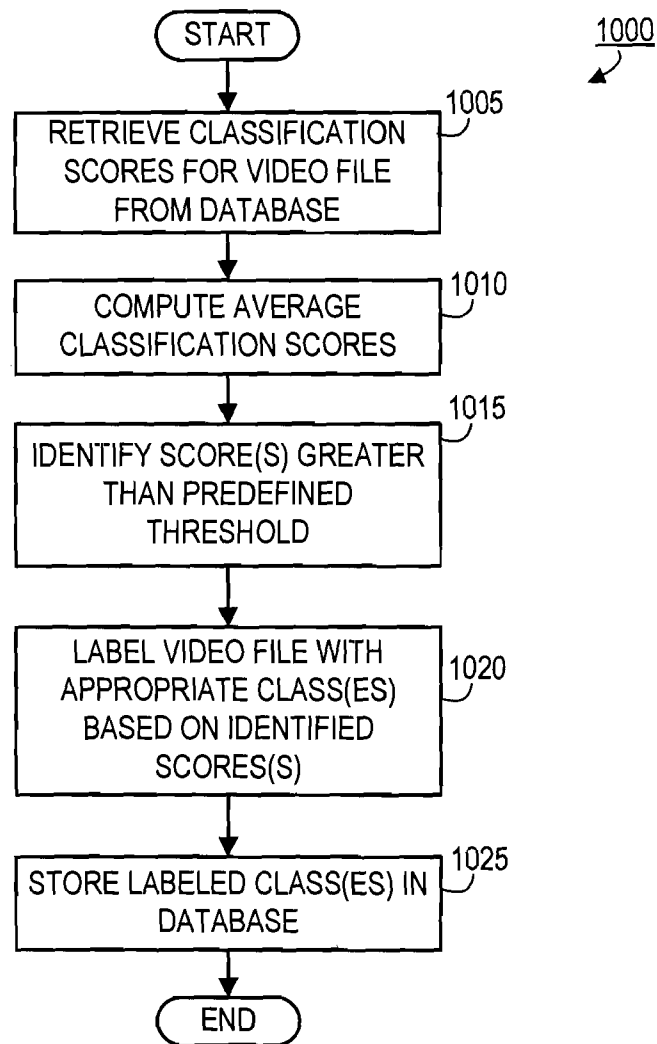 START
1000
1005
RETRIEVE CLASSIFICATION
SCORES FOR VIDEO FILE
FROM DATABASE
1010
COMPUTE AVERAGE
CLASSIFICATION SCORES
1015
IDENTIFY SCORE(S) GREATER
THAN PREDEFINED
THRESHOLD
LABEL VIDEO FILE WITH
APPROPRIATE CLASS(ES)
1020
BASED ON IDENTIFIED
SCORES(S)
1025
STORE LABELED CLASS(ES) IN
DATABASE
END